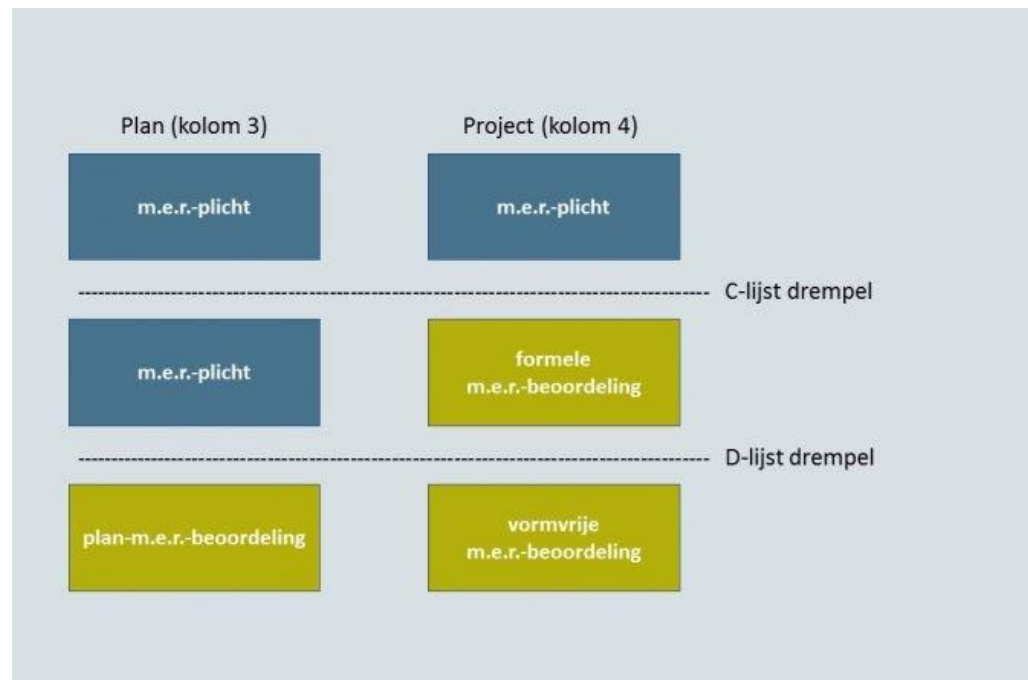 Plan (kolom 3)
Project (kolom 4)
m.e.r.-plicht
m.e.r.-plicht
C-lijst drempel
m.e.r.-plicht
formele
m.e.r.-beoordeling
D-lijst drempel
plan-m.e.r.-beoordeling
vormvrije
m.e.r.-beoordeling